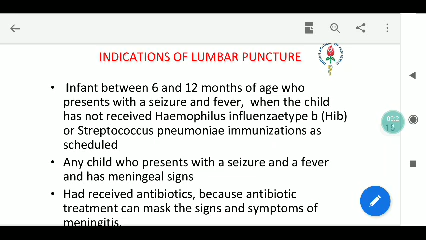 INDICATIONS OF LUMBAR PUNCTURE
• Infant between 6 and 12 months of age who
presents with a seizure and fever, when the child
has not received Haemophilus influenzaetype b (Hib)
or Streptococcus pneumoniae immunizations as
scheduled
• Any child who presents with a seizure and a fever
and has meningeal signs
• Had received antibiotics, because antibiotic
treatment can mask the signs and symptoms of
meningitis.